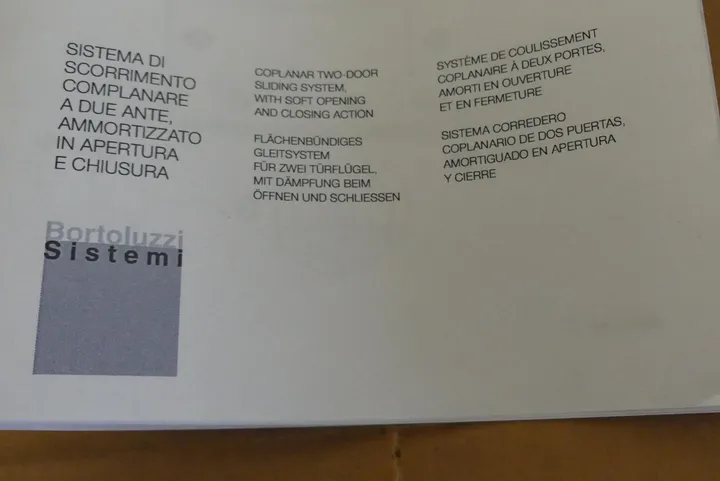 SISTEMA DI
SCORRIMENTO
COMPLANARE
A DUE ANTE,
AMMORTIZZATO
IN APERTURA
E CHIUSURA
COPLANAR TWO-DOOR
SLIDING SYSTEM,
WITH SOFT OPENING
AND CLOSING ACTION
FLÄCHENBÜNDIGES
GLEITSYSTEM
FÜR ZWEI TÜRFLÜGEL,
MIT DÄMPFUNG BEIM
ÖFFNEN UND SCHLIESSEN
SYSTÈME DE COULISSEMENT
COPLANAIRE À DEUX PORTES,
AMORTI EN OUVERTURE
ET EN FERMETURE
SISTEMA CORREDERO
COPLANARIO DE DOS PUERTAS,
AMORTIGUADO EN APERTURA
Y CIERRE
Bortoluzzi
Sistemi